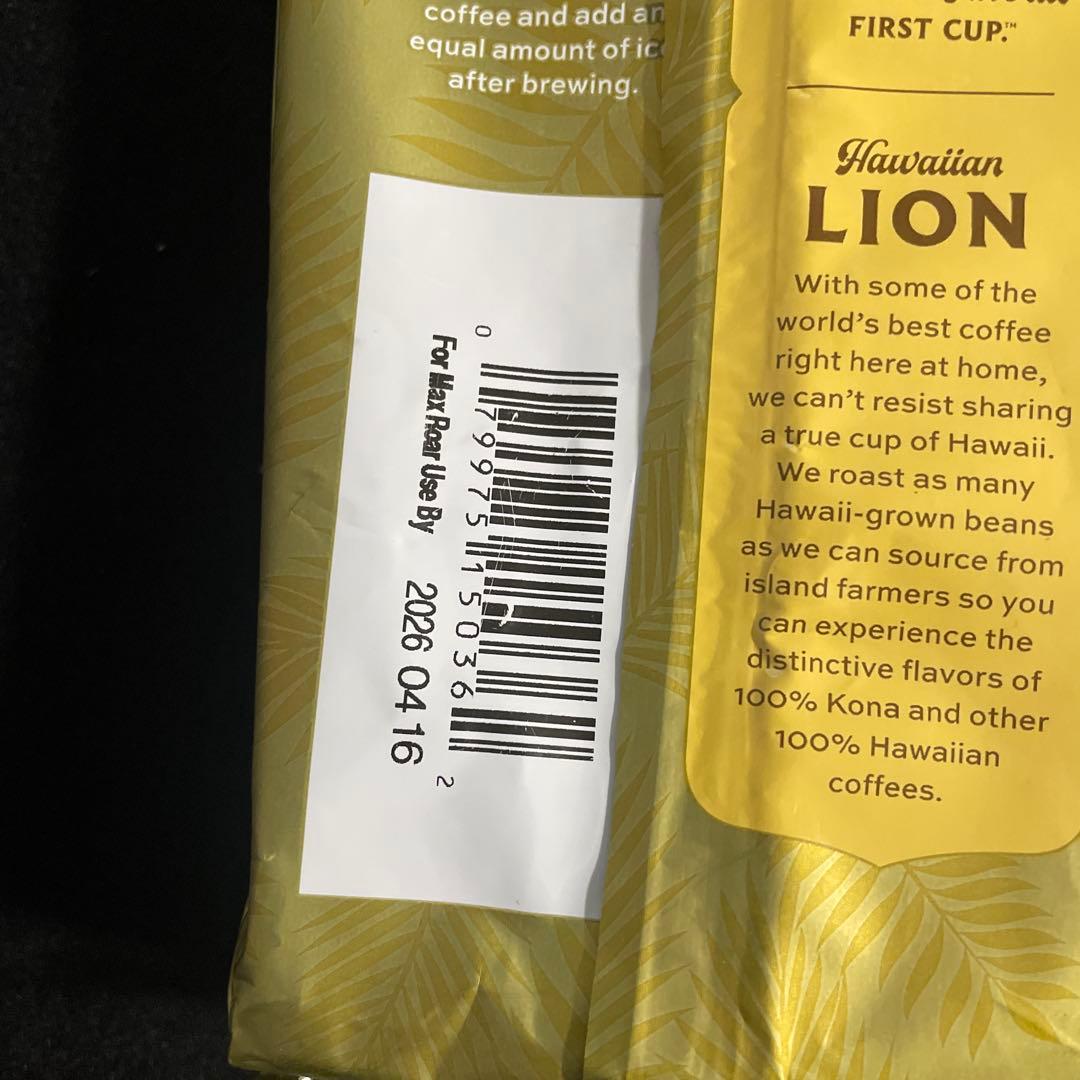 coffee and add an
equal amount of
after brewing.
0 79975 15036 2
For Max Roar Use By 2026 04 16
FIRST CUP.™
Hawaiian
LION
With some of the
world's best coffee
right here at home,
we can't resist sharing
a true cup of Hawaii.
We roast as many
Hawaii-grown beans
as we can source from
island farmers so you
can experience the
distinctive flavors of
100% Kona and other
100% Hawaiian
coffees.